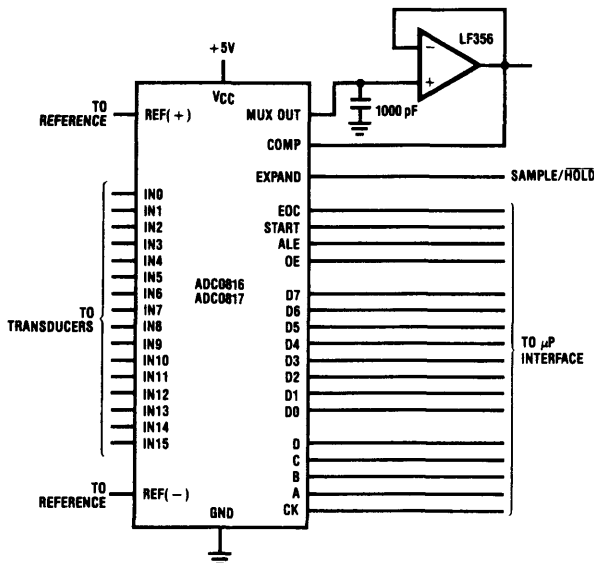 LF356
−
+
+5V
VCC
TO
REFERENCE
REF(+)
MUX OUT
1000 pF
COMP
EXPAND
SAMPLE/HOLD
IN0
IN1
IN2
IN3
IN4
IN5
IN6
IN7
IN8
IN9
IN10
IN11
IN12
IN13
IN14
IN15
TO
TRANSDUCERS
ADC0816
ADC0817
EOC
START
ALE
OE
D7
D6
D5
D4
D3
D2
D1
D0
D
C
B
A
CK
TO μP
INTERFACE
TO
REFERENCE
REF(−)
GND